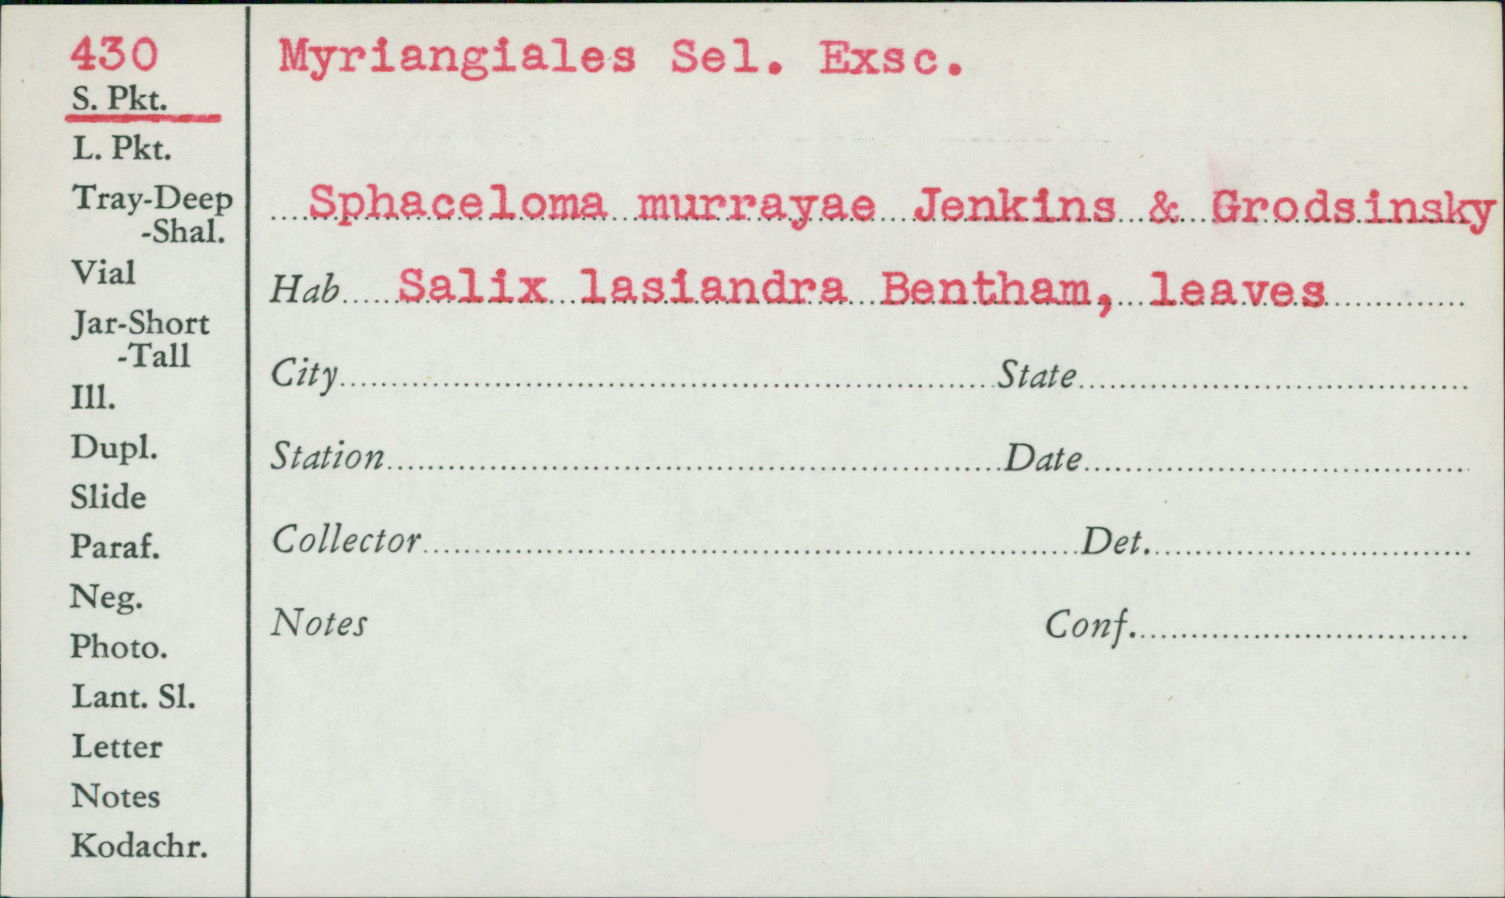 430
S. Pkt.
L. Pkt.
Tray-Deep
-Shal.
Vial
Jar-Short
-Tall
Ill.
Dupl.
Slide
Paraf.
Neg.
Photo.
Lant. Sl.
Letter
Notes
Kodachr.
Myriangiales Sel. Exsc.
Sphaceloma murrayae Jenkins & Grodsinsky
Hab. Salix lasiandra Bentham, leaves
City State
Station Date
Collector Det.
Notes Conf.